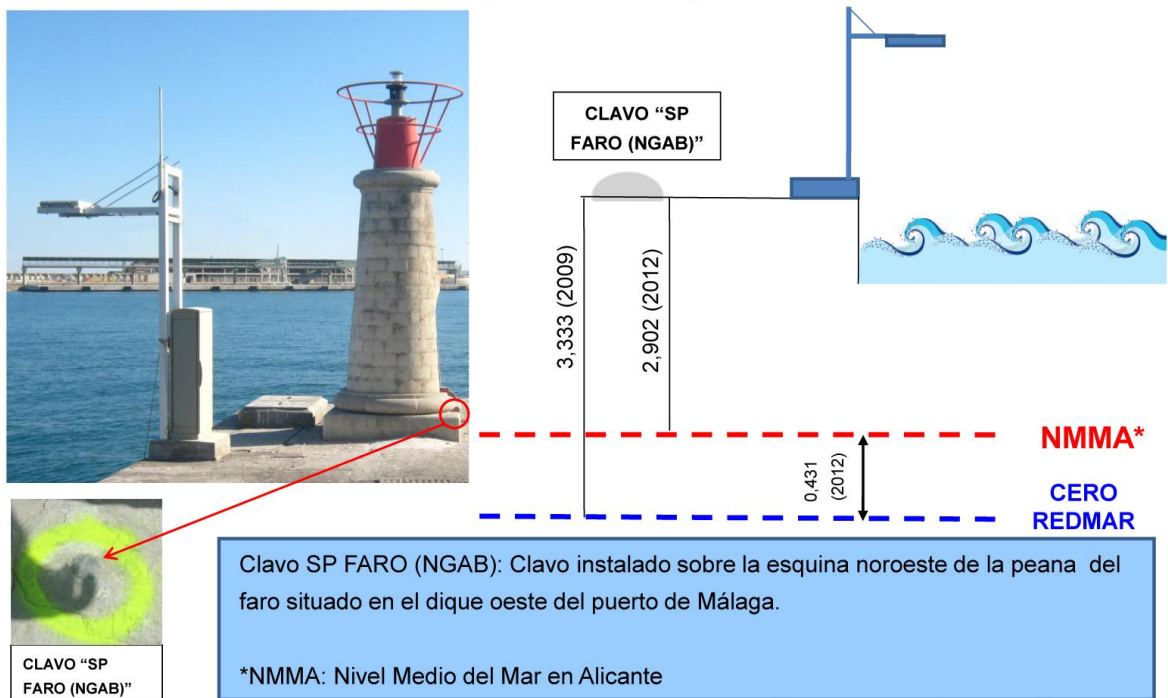 CLAVO “SP
FARO (NGAB)”
3,333 (2009)
2,902 (2012)
NMMA*
0,431
(2012)
CERO
REDMAR
Clavo SP FARO (NGAB): Clavo instalado sobre la esquina noroeste de la peana del
faro situado en el dique oeste del puerto de Málaga.
*NMMA: Nivel Medio del Mar en Alicante
CLAVO “SP
FARO (NGAB)”